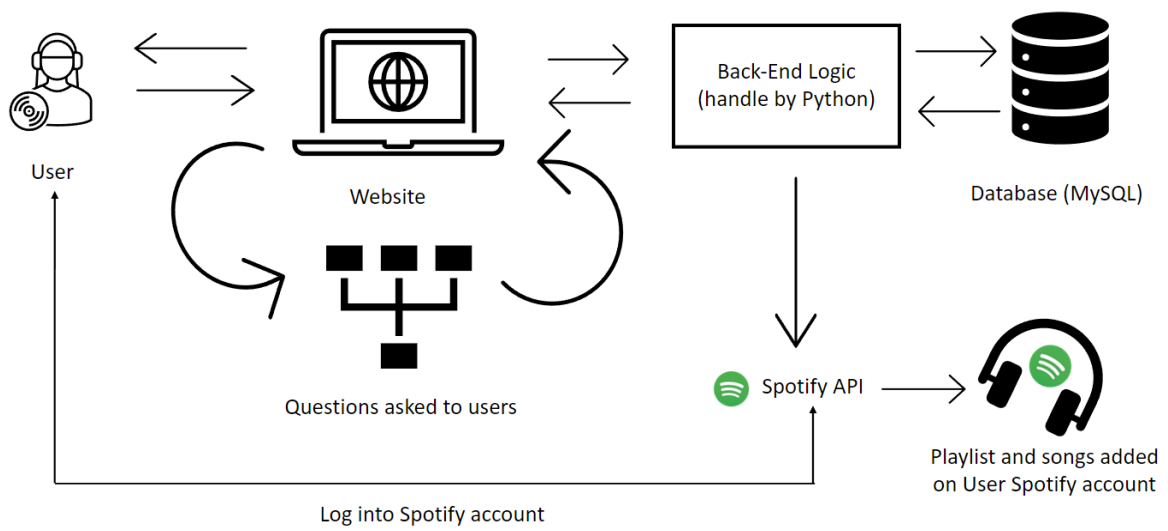 Back-End Logic
(handle by Python)
User
Website
Database (MySQL)
Questions asked to users
Spotify API
Playlist and songs added
on User Spotify account
Log into Spotify account